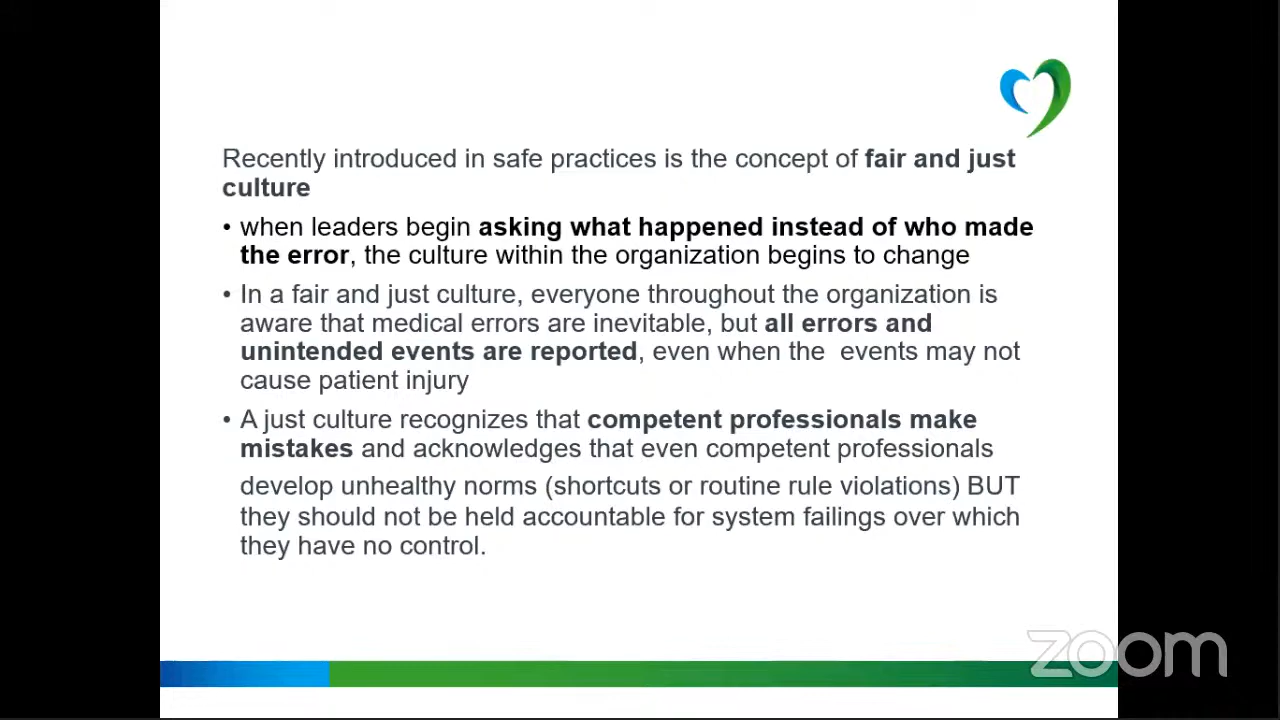 Recently introduced in safe practices is the concept of fair and just
culture
• when leaders begin asking what happened instead of who made
the error, the culture within the organization begins to change
• In a fair and just culture, everyone throughout the organization is
aware that medical errors are inevitable, but all errors and
unintended events are reported, even when the  events may not
cause patient injury
• A just culture recognizes that competent professionals make
mistakes and acknowledges that even competent professionals
develop unhealthy norms (shortcuts or routine rule violations) BUT
they should not be held accountable for system failings over which
they have no control.
zoom